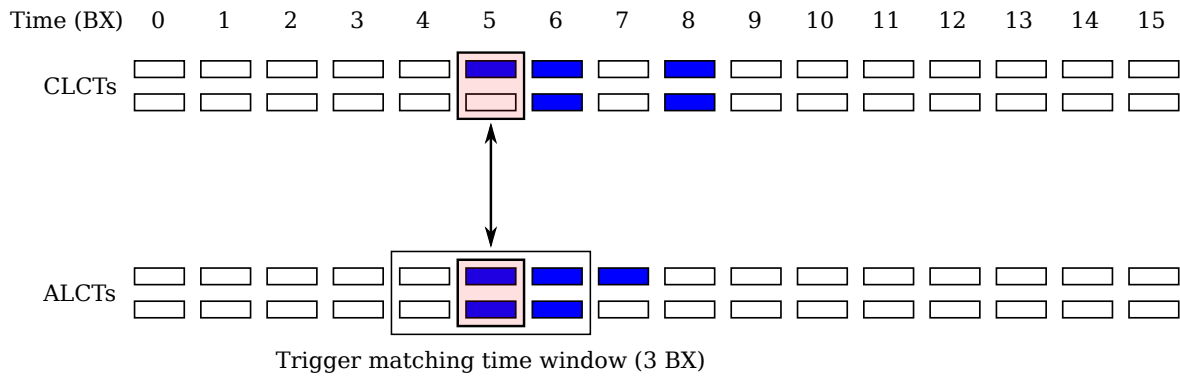 Time (BX) 0 1 2 3 4 5 6 7 8 9 10 11 12 13 14 15
CLCTs
ALCTs
Trigger matching time window (3 BX)